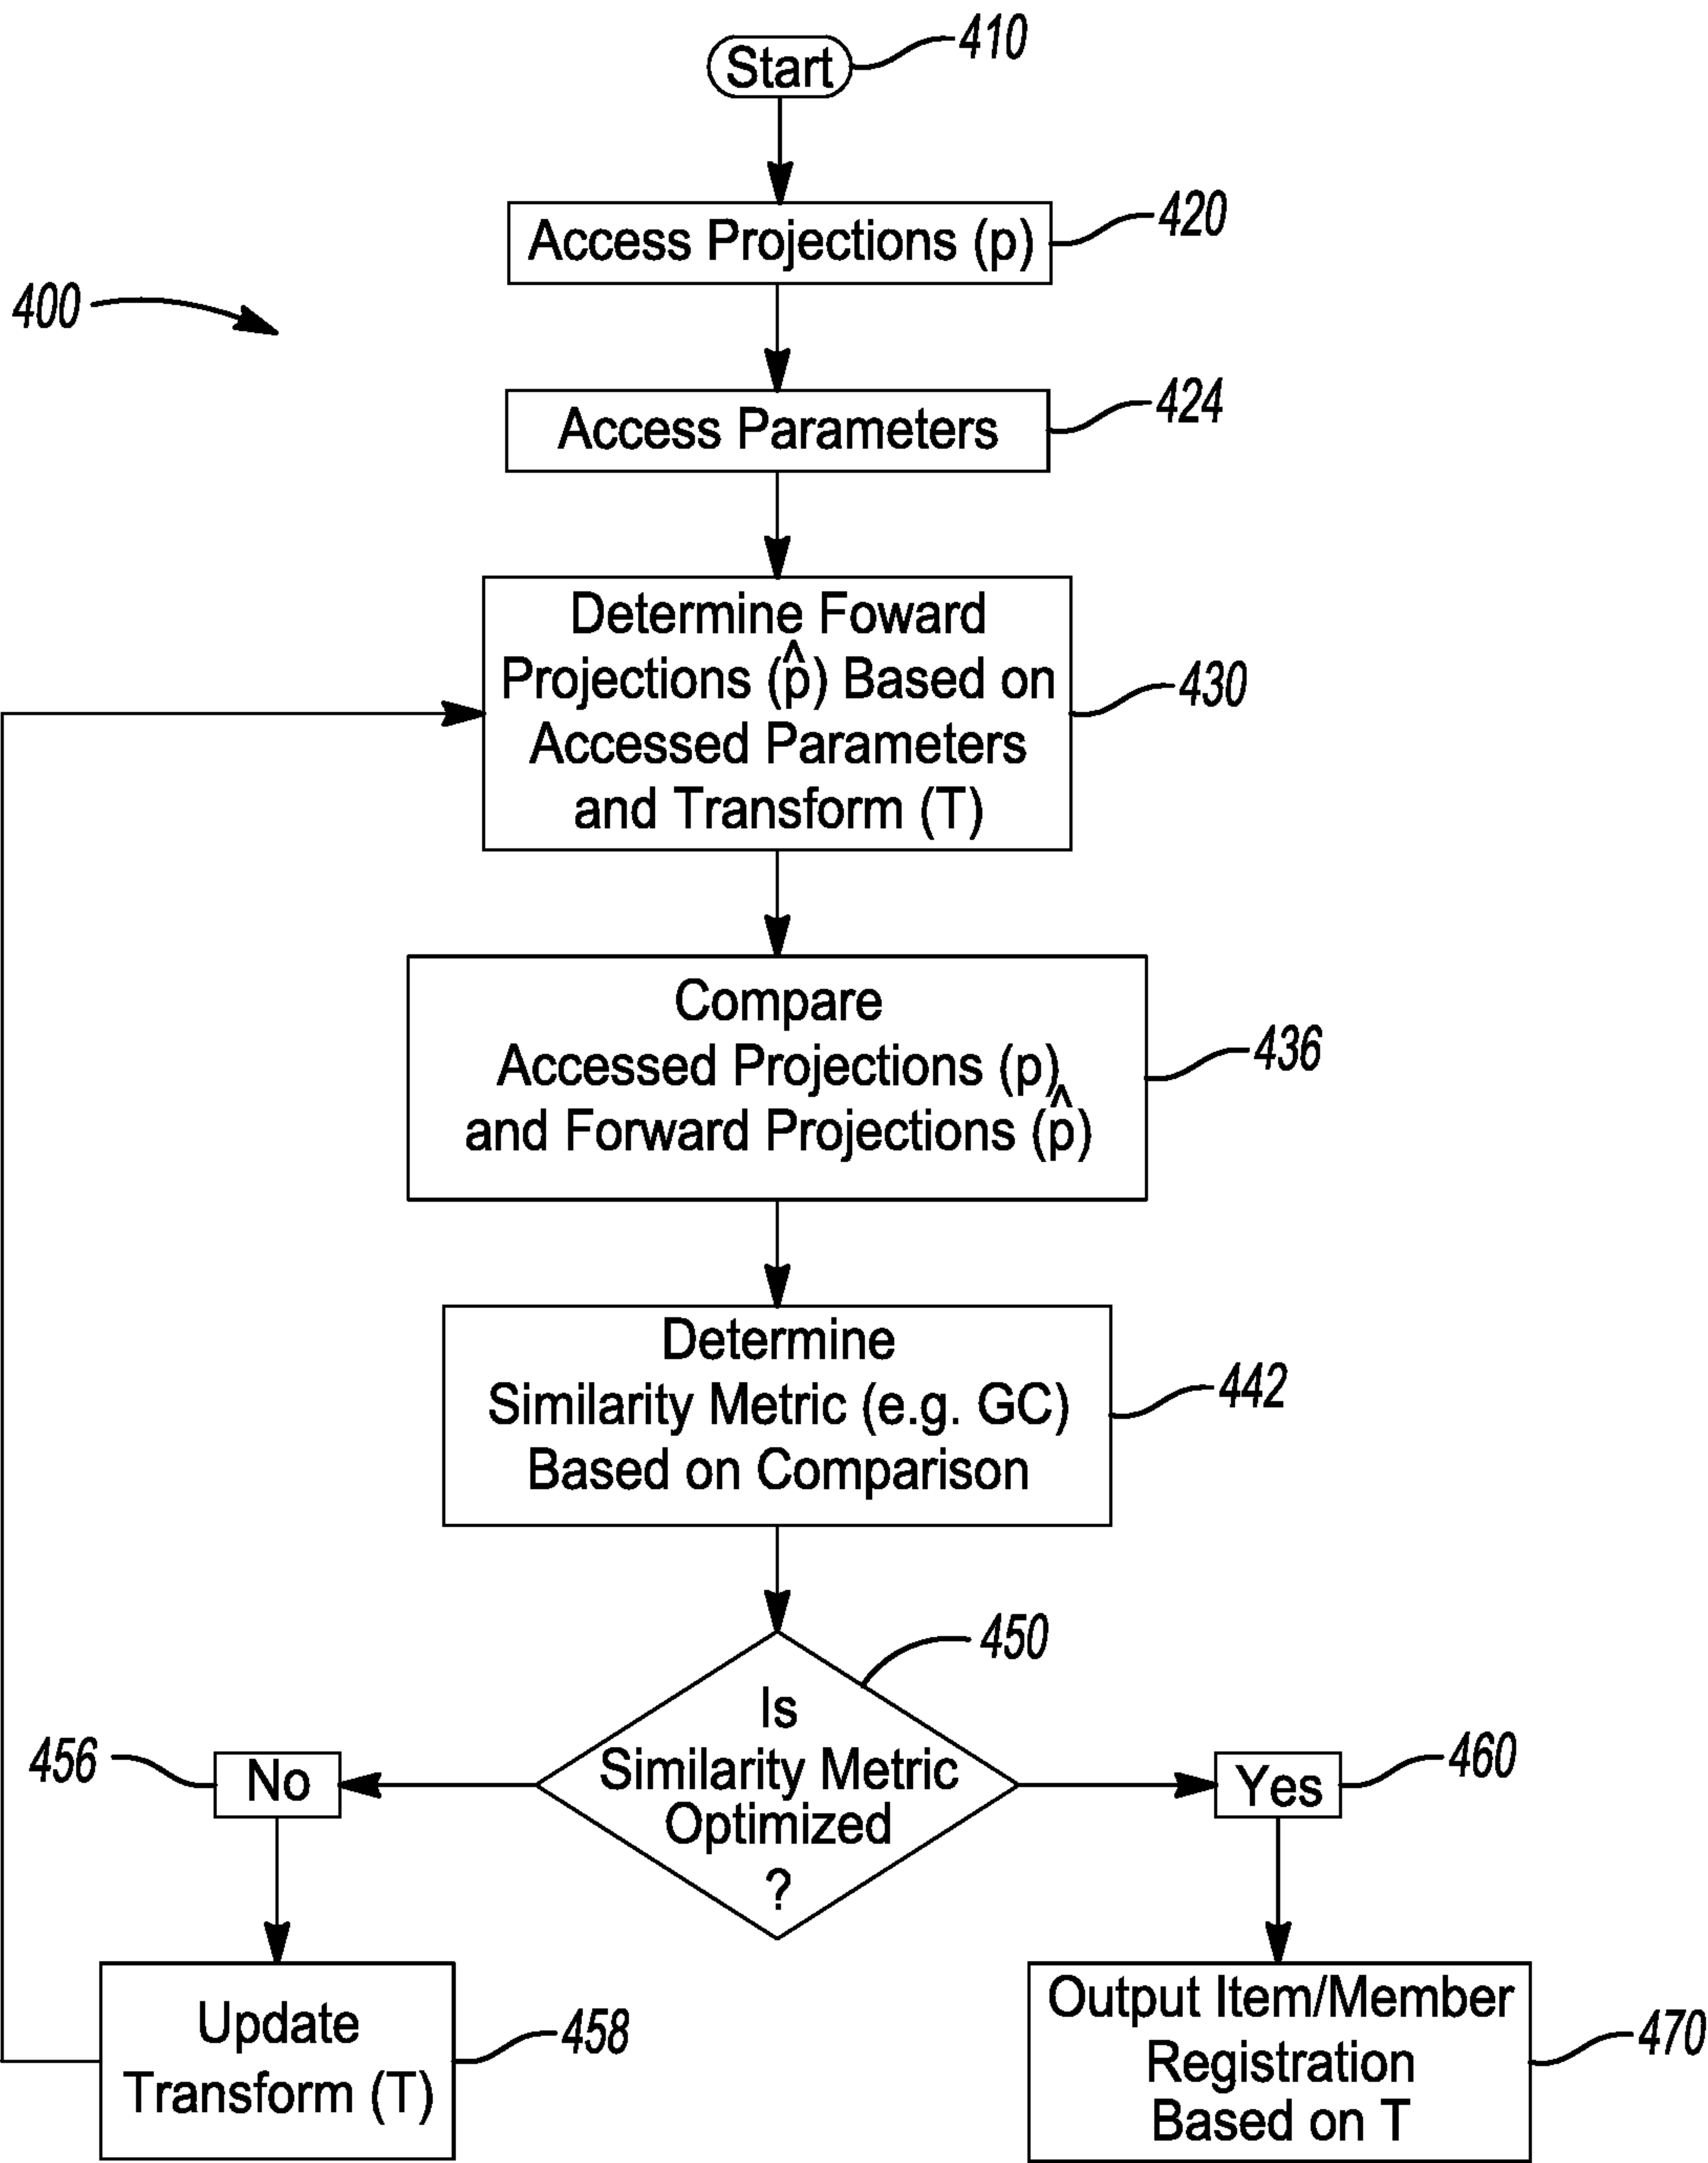 Start
410
Access Projections (p)
420
400
Access Parameters
424
Determine Foward
Projections (p̂) Based on
Accessed Parameters
and Transform (T)
430
Compare
Accessed Projections (p)
and Forward Projections (p̂)
436
Determine
Similarity Metric (e.g. GC)
Based on Comparison
442
Is
Similarity Metric
Optimized
?
450
456
No
Yes
460
Update
Transform (T)
458
Output Item/Member
Registration
Based on T
470